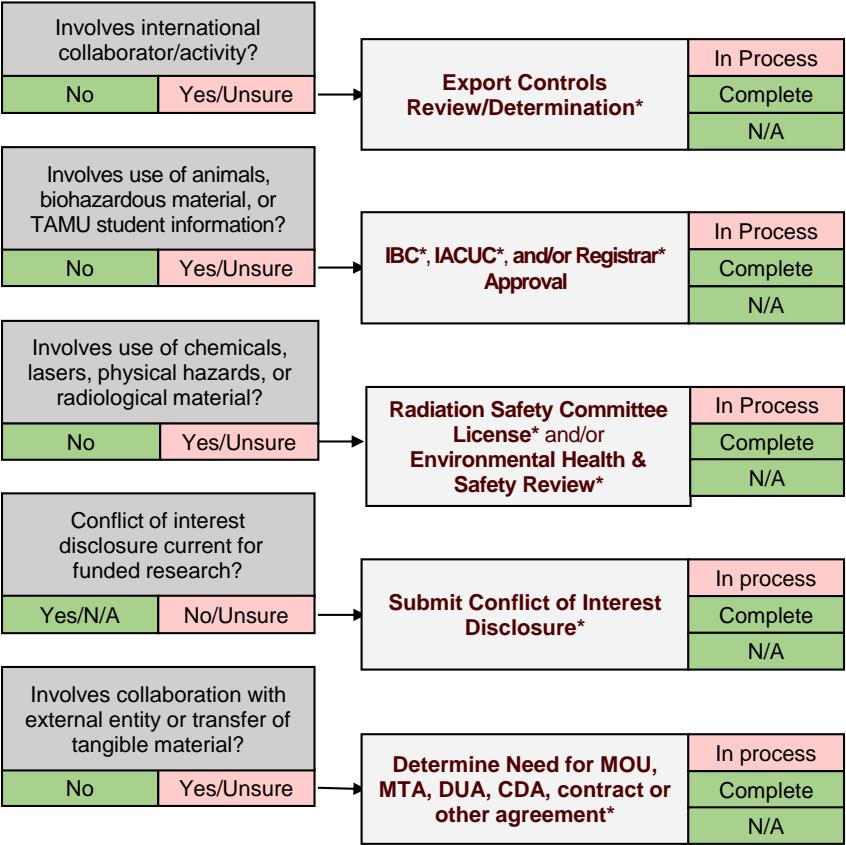 Involves international
collaborator/activity?
No
Yes/Unsure
Export Controls
Review/Determination*
In Process
Complete
N/A
Involves use of animals,
biohazardous material, or
TAMU student information?
No
Yes/Unsure
IBC*, IACUC*, and/or Registrar*
Approval
In Process
Complete
N/A
Involves use of chemicals,
lasers, physical hazards, or
radiological material?
No
Yes/Unsure
Radiation Safety Committee
License* and/or
Environmental Health &
Safety Review*
In Process
Complete
N/A
Conflict of interest
disclosure current for
funded research?
Yes/N/A
No/Unsure
Submit Conflict of Interest
Disclosure*
In process
Complete
N/A
Involves collaboration with
external entity or transfer of
tangible material?
No
Yes/Unsure
Determine Need for MOU,
MTA, DUA, CDA, contract or
other agreement*
In process
Complete
N/A